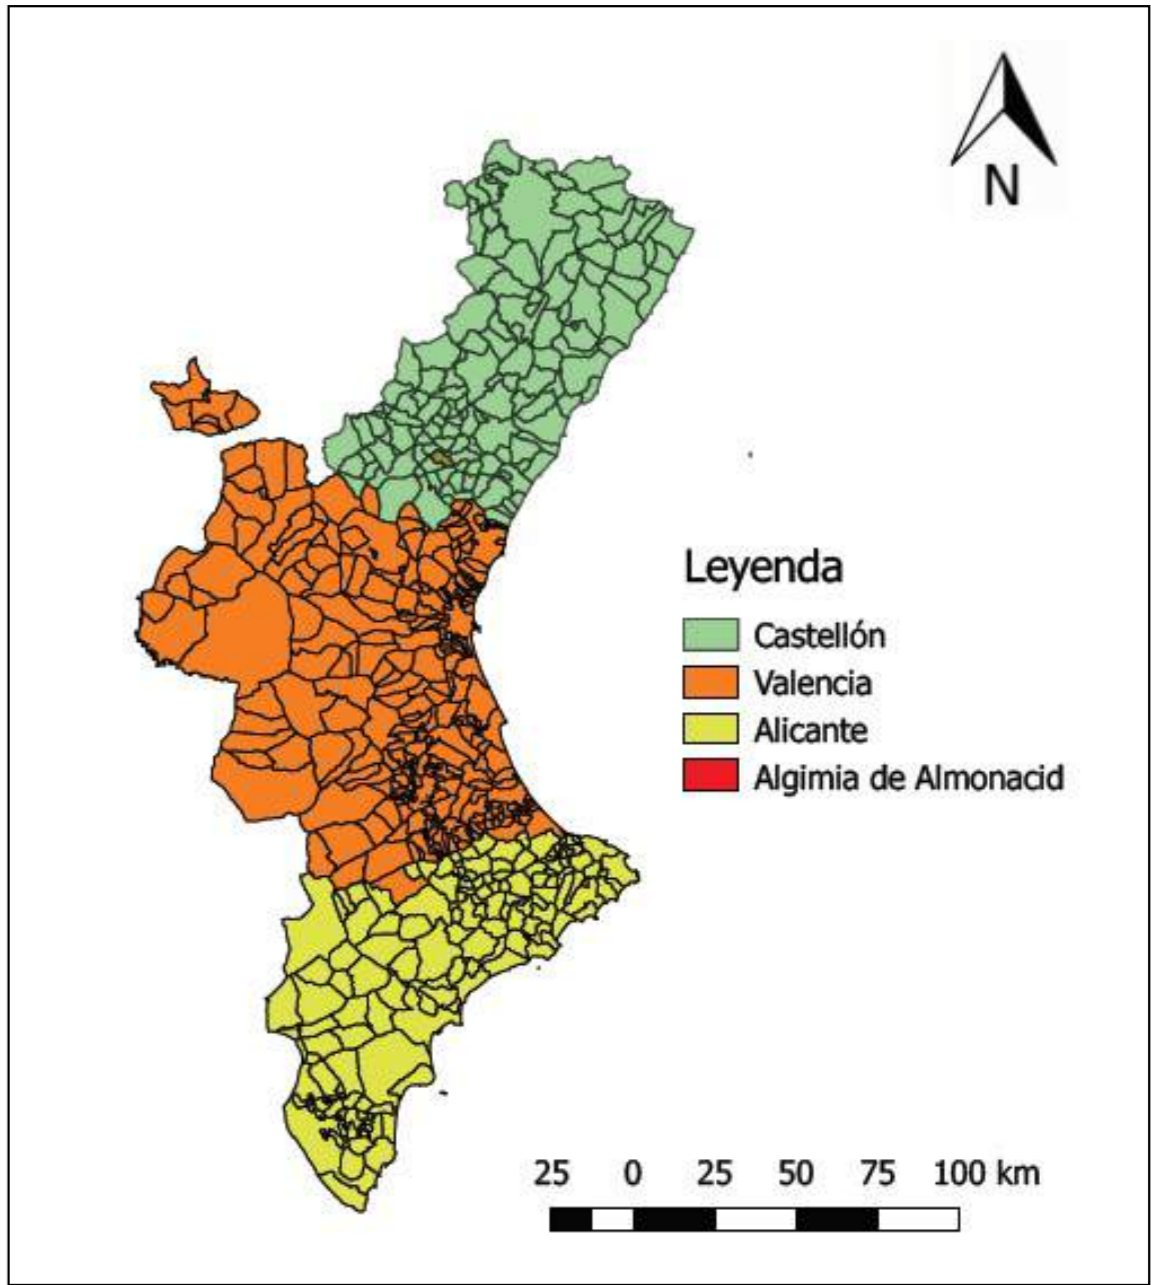 N
Leyenda
Castellón
Valencia
Alicante
Algimia de Almonacid
25 0 25 50 75 100 km